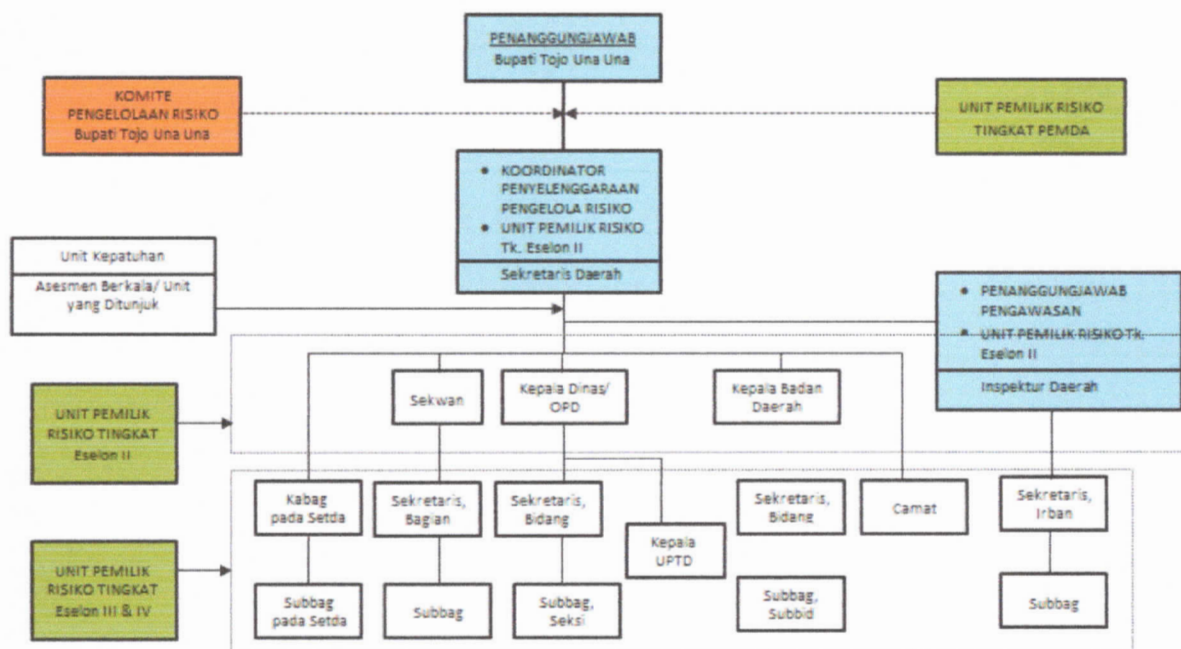 PENANGGUNGJAWAB
Bupati Tojo Una Una
KOMITE
PENGELOLAAN RISIKO
Bupati Tojo Una Una
UNIT PEMILIK RISIKO
TINGKAT PEMDA
• KOORDINATOR
PENYELENGGARAAN
PENGELOLA RISIKO
• UNIT PEMILIK RISIKO
Tk. Eselon II
Sekretaris Daerah
Unit Kepatuhan
Asesmen Berkala/ Unit
yang Ditunjuk
• PENANGGUNGJAWAB
PENGAWASAN
• UNIT PEMILIK RISIKO Tk.
Eselon II
Inspektur Daerah
UNIT PEMILIK
RISIKO TINGKAT
Eselon II
Sekwan
Kepala Dinas/
OPD
Kepala Badan
Daerah
Kabag
pada Setda
Sekretaris,
Bagian
Sekretaris,
Bidang
Kepala
UPTD
Sekretaris,
Bidang
Camat
Sekretaris,
Irban
UNIT PEMILIK
RISIKO TINGKAT
Eselon III & IV
Subbag
pada Setda
Subbag
Subbag,
Seksi
Subbag,
Subbid
Subbag